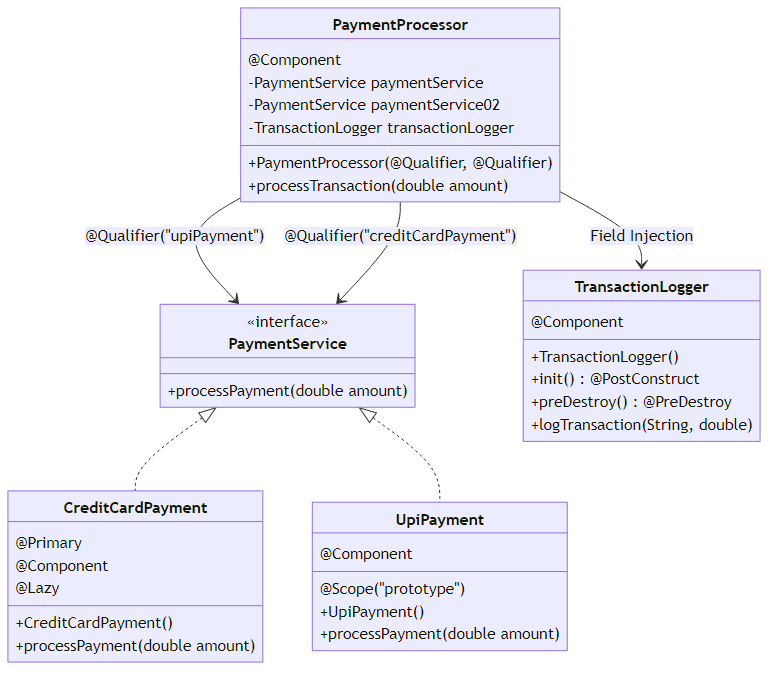 PaymentProcessor
@Component
-PaymentService paymentService
-PaymentService paymentService02
-TransactionLogger transactionLogger
+PaymentProcessor(@Qualifier, @Qualifier)
+processTransaction(double amount)
@Qualifier("upiPayment")
@Qualifier("creditCardPayment")
Field Injection
«interface»
PaymentService
+processPayment(double amount)
TransactionLogger
@Component
+TransactionLogger()
+init() : @PostConstruct
+preDestroy() : @PreDestroy
+logTransaction(String, double)
CreditCardPayment
@Primary
@Component
@Lazy
+CreditCardPayment()
+processPayment(double amount)
UpiPayment
@Component
@Scope("prototype")
+UpiPayment()
+processPayment(double amount)